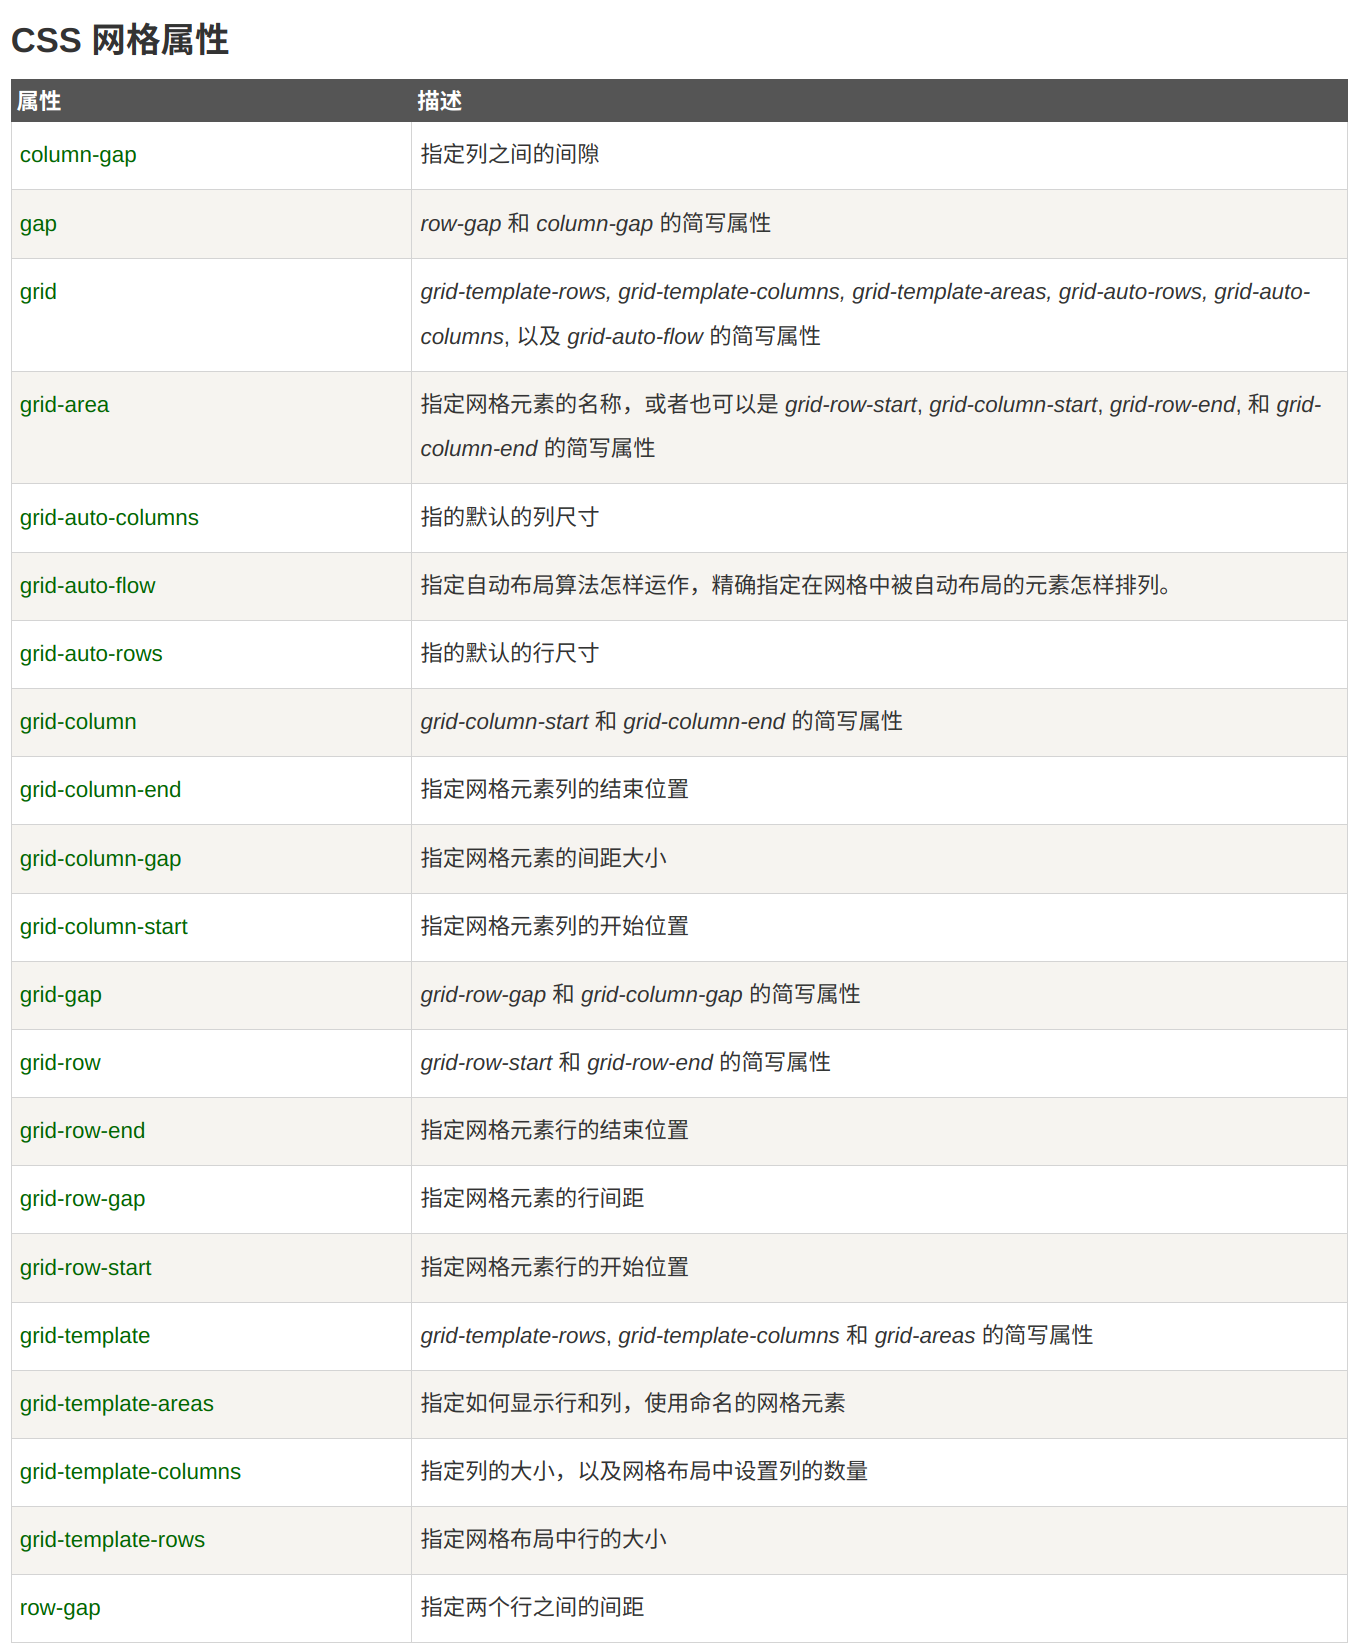 CSS 网格属性
属性 描述
column-gap 指定列之间的间隙
gap row-gap 和 column-gap 的简写属性
grid grid-template-rows, grid-template-columns, grid-template-areas, grid-auto-rows, grid-auto-
columns, 以及 grid-auto-flow 的简写属性
grid-area 指定网格元素的名称，或者也可以是 grid-row-start, grid-column-start, grid-row-end, 和 grid-
column-end 的简写属性
grid-auto-columns 指的默认的列尺寸
grid-auto-flow 指定自动布局算法怎样运作，精确指定在网格中被自动布局的元素怎样排列。
grid-auto-rows 指的默认的行尺寸
grid-column grid-column-start 和 grid-column-end 的简写属性
grid-column-end 指定网格元素列的结束位置
grid-column-gap 指定网格元素的间距大小
grid-column-start 指定网格元素列的开始位置
grid-gap grid-row-gap 和 grid-column-gap 的简写属性
grid-row grid-row-start 和 grid-row-end 的简写属性
grid-row-end 指定网格元素行的结束位置
grid-row-gap 指定网格元素的行间距
grid-row-start 指定网格元素行的开始位置
grid-template grid-template-rows, grid-template-columns 和 grid-areas 的简写属性
grid-template-areas 指定如何显示行和列，使用命名的网格元素
grid-template-columns 指定列的大小，以及网格布局中设置列的数量
grid-template-rows 指定网格布局中行的大小
row-gap 指定两个行之间的间距